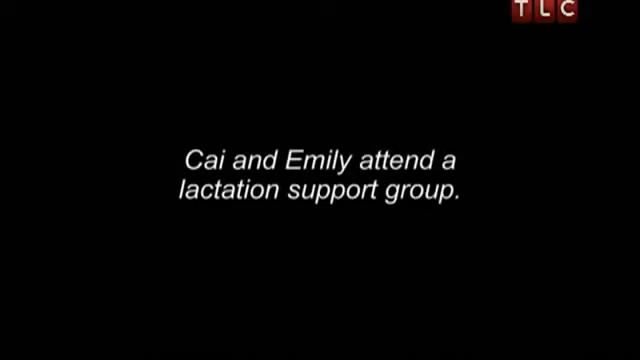 TLC
Cai and Emily attend a
lactation support group.